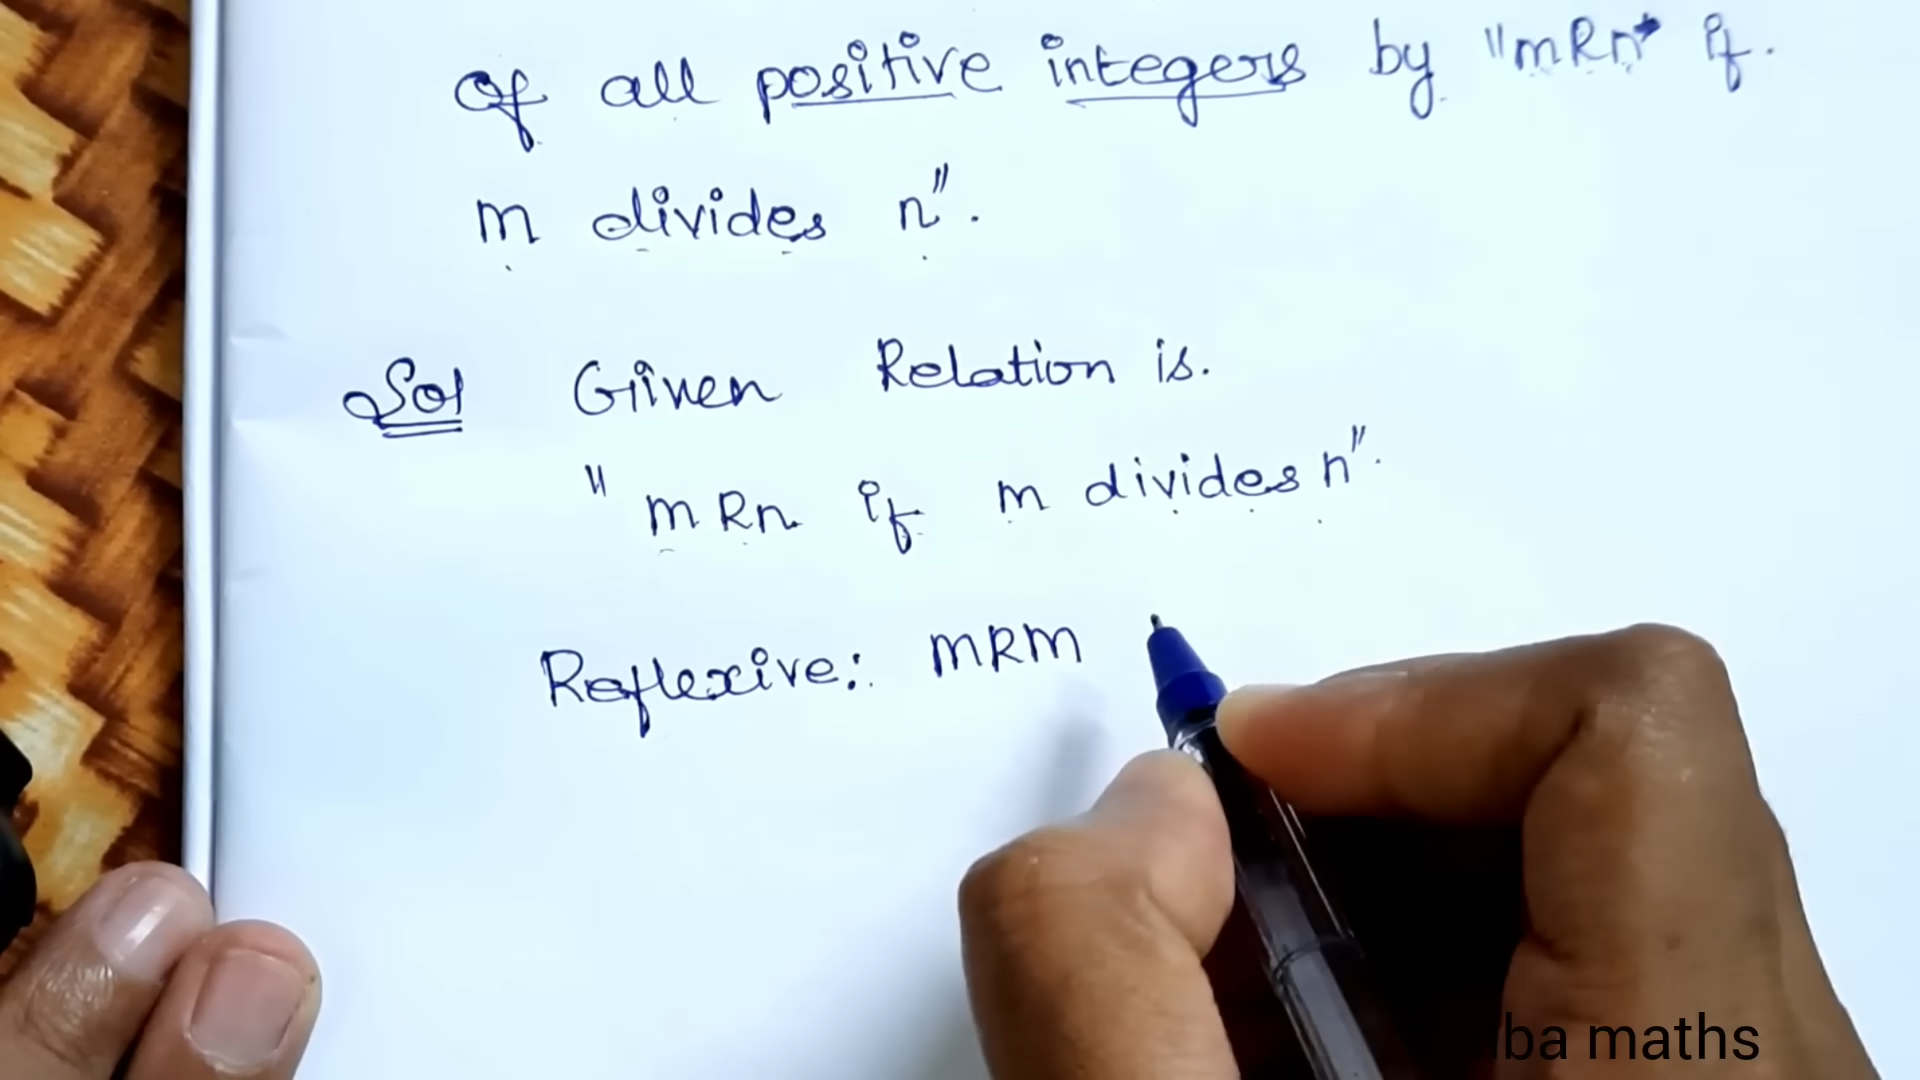 of all positive integers by "mRn" if.
m divides n".
Sol Given Relation is.
" mRn if m divides n".
Reflexive: mRm
ba maths